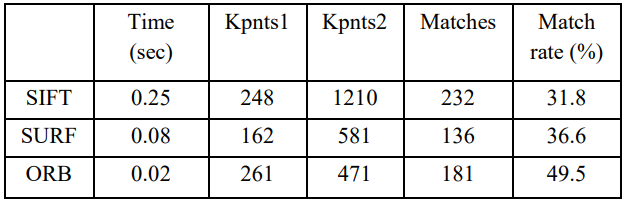 Time (sec) Kpnts1 Kpnts2 Matches Match rate (%)
SIFT 0.25 248 1210 232 31.8
SURF 0.08 162 581 136 36.6
ORB 0.02 261 471 181 49.5